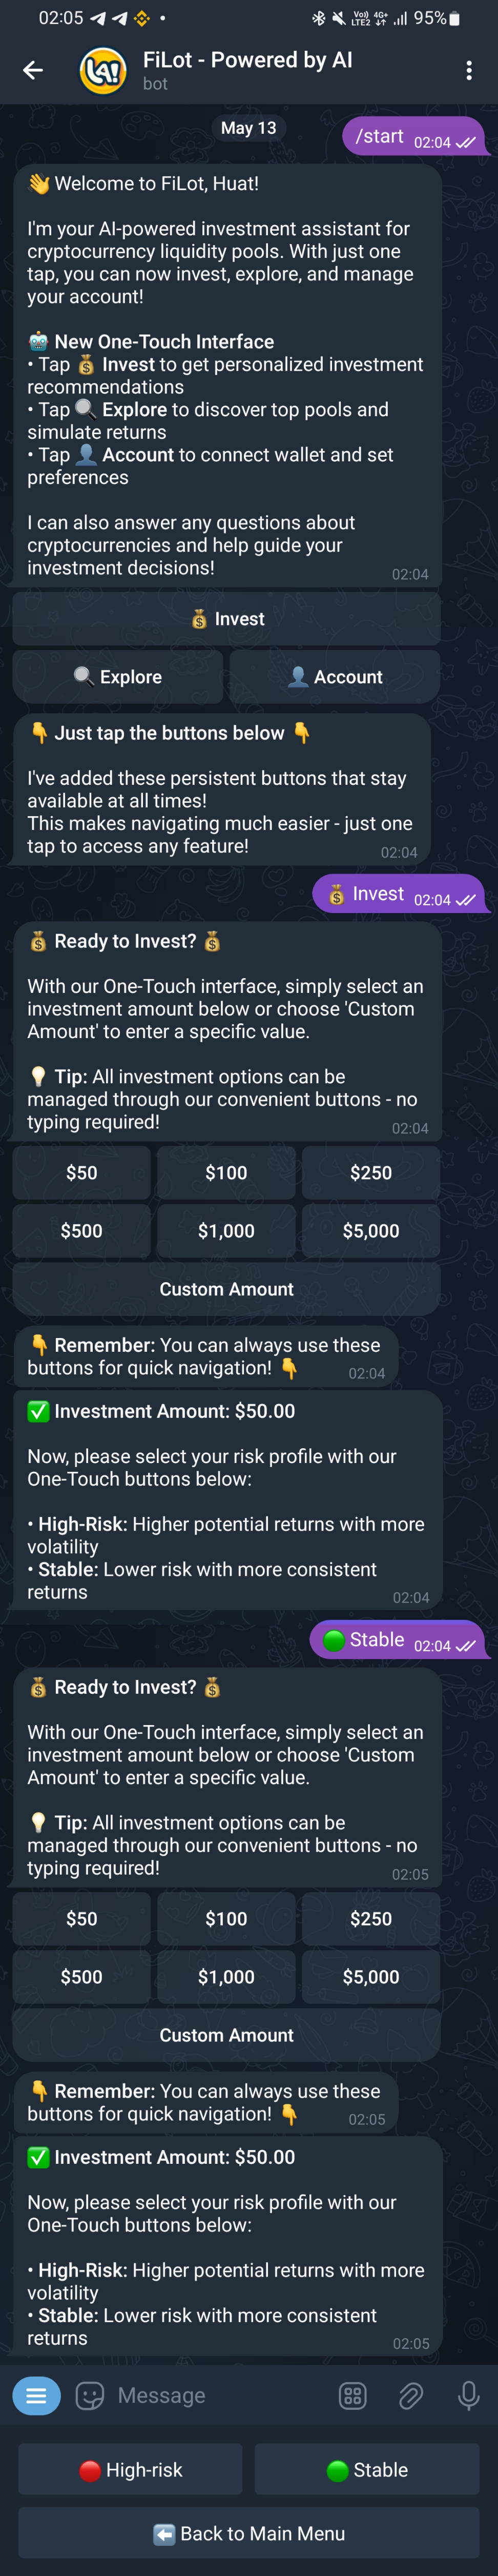 02:05
Vo)) 4G+
LTE2
95%
LA!
FiLot - Powered by AI
bot
May 13
/start 02:04
👋 Welcome to FiLot, Huat!
I'm your AI-powered investment assistant for
cryptocurrency liquidity pools. With just one
tap, you can now invest, explore, and manage
your account!
🤖 New One-Touch Interface
• Tap 💰 Invest to get personalized investment
recommendations
• Tap 🔍 Explore to discover top pools and
simulate returns
• Tap 👤 Account to connect wallet and set
preferences
I can also answer any questions about
cryptocurrencies and help guide your
investment decisions!
02:04
💰 Invest
🔍 Explore
👤 Account
👇 Just tap the buttons below 👇
I've added these persistent buttons that stay
available at all times!
This makes navigating much easier - just one
tap to access any feature!
02:04
💰 Invest 02:04
💰 Ready to Invest? 💰
With our One-Touch interface, simply select an
investment amount below or choose 'Custom
Amount' to enter a specific value.
💡 Tip: All investment options can be
managed through our convenient buttons - no
typing required!
02:04
$50
$100
$250
$500
$1,000
$5,000
Custom Amount
👇 Remember: You can always use these
buttons for quick navigation! 👇
02:04
✅ Investment Amount: $50.00
Now, please select your risk profile with our
One-Touch buttons below:
• High-Risk: Higher potential returns with more
volatility
• Stable: Lower risk with more consistent
returns
02:04
🟢 Stable 02:04
💰 Ready to Invest? 💰
With our One-Touch interface, simply select an
investment amount below or choose 'Custom
Amount' to enter a specific value.
💡 Tip: All investment options can be
managed through our convenient buttons - no
typing required!
02:05
$50
$100
$250
$500
$1,000
$5,000
Custom Amount
👇 Remember: You can always use these
buttons for quick navigation! 👇
02:05
✅ Investment Amount: $50.00
Now, please select your risk profile with our
One-Touch buttons below:
• High-Risk: Higher potential returns with more
volatility
• Stable: Lower risk with more consistent
returns
02:05
Message
🔴 High-risk
🟢 Stable
⬅️ Back to Main Menu